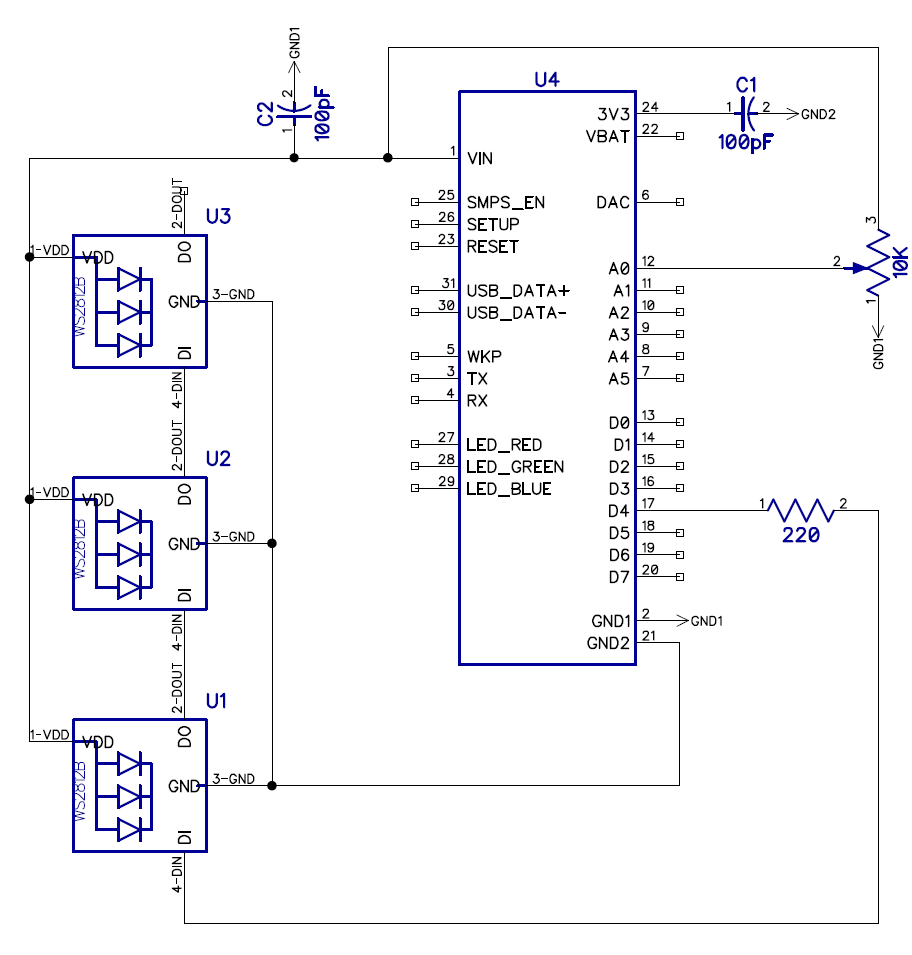 GND1
2
C2
100pF
1
U4
1 VIN
25 SMPS_EN
26 SETUP
23 RESET
31 USB_DATA+
30 USB_DATA-
5 WKP
3 TX
4 RX
27 LED_RED
28 LED_GREEN
29 LED_BLUE
3V3 24
VBAT 22
DAC 6
A0 12
A1 11
A2 10
A3 9
A4 8
A5 7
D0 13
D1 14
D2 15
D3 16
D4 17
D5 18
D6 19
D7 20
GND1 2 GND1
GND2 21
C1
1 2 GND2
100pF
3
2
10K
1
GND1
1 2
220
2-DOUT
U3
1-VDD VDD DO
WS2812B
GND 3-GND
DI
4-DIN
2-DOUT
U2
1-VDD VDD DO
WS2812B
GND 3-GND
DI
4-DIN
2-DOUT
U1
1-VDD VDD DO
WS2812B
GND 3-GND
DI
4-DIN